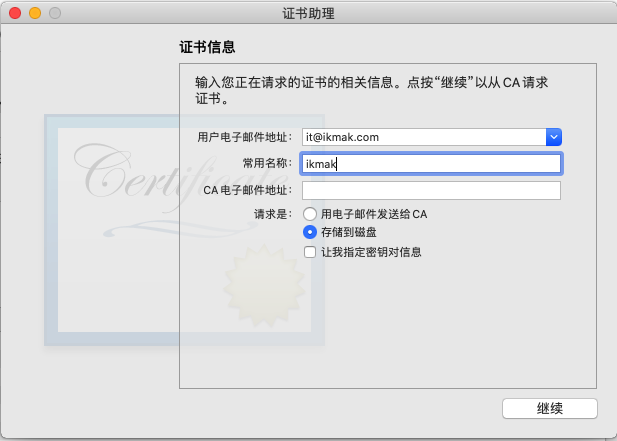 证书助理
证书信息
输入您正在请求的证书的相关信息。点按“继续”以从 CA 请求
证书。
用户电子邮件地址： it@ikmak.com
常用名称： ikmak
CA 电子邮件地址：
请求是： 用电子邮件发送给 CA
存储到磁盘
让我指定密钥对信息
Certificate
继续